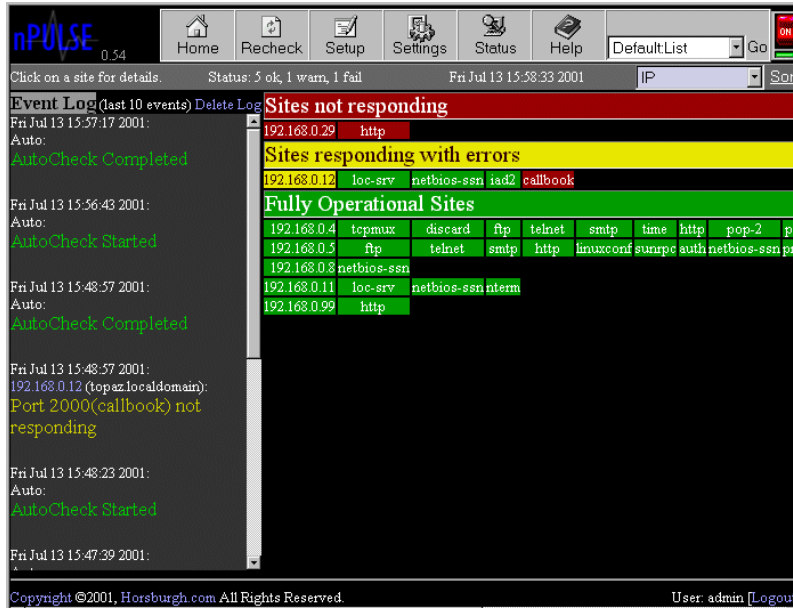 nPULSE 0.54
Home Recheck Setup Settings Status Help Default:List Go ON
Click on a site for details. Status: 5 ok, 1 warn, 1 fail Fri Jul 13 15:58:33 2001 IP
Event Log (last 10 events) Delete Log
Fri Jul 13 15:57:17 2001:
Auto:
AutoCheck Completed
Fri Jul 13 15:56:43 2001:
Auto:
AutoCheck Started
Fri Jul 13 15:48:57 2001:
Auto:
AutoCheck Completed
Fri Jul 13 15:48:57 2001:
192.168.0.12 (topaz.localdomain):
Port 2000(callbook) not
responding
Fri Jul 13 15:48:23 2001:
Auto:
AutoCheck Started
Fri Jul 13 15:47:39 2001:
Sites not responding
192.168.0.29 http
Sites responding with errors
192.168.0.12 loc-srv netbios-ssn iad2 callbook
Fully Operational Sites
192.168.0.4 tcpmux discard ftp telnet smtp time http pop-2
192.168.0.5 ftp telnet smtp http linuxconf sunrpc auth netbios-ssn
192.168.0.8 netbios-ssn
192.168.0.11 loc-srv netbios-ssn nterm
192.168.0.99 http
Copyright ©2001, Horsburgh.com All Rights Reserved. User: admin [Logout